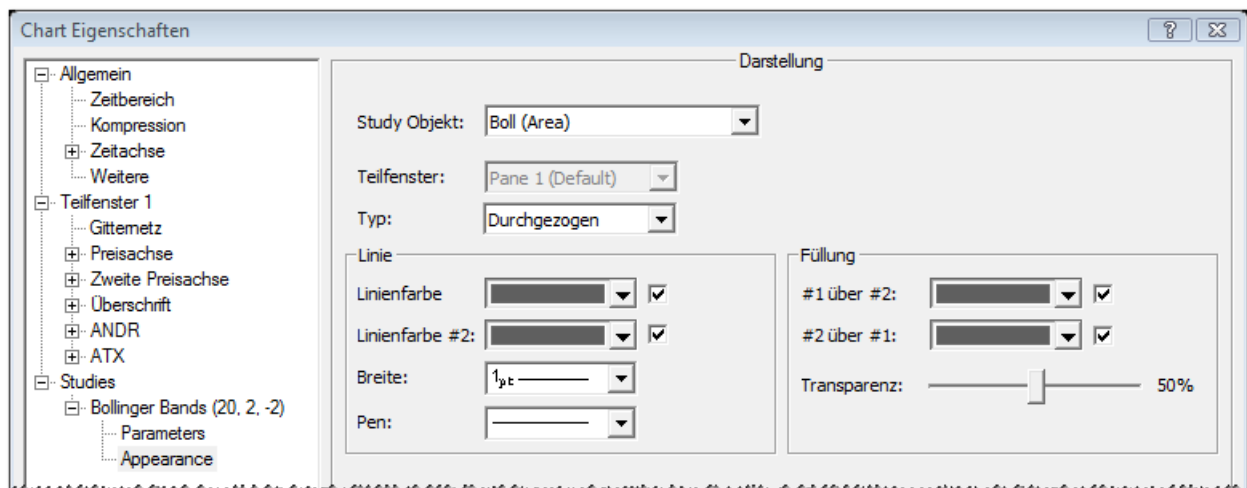 Chart Eigenschaften
Allgemein
Zeitbereich
Kompression
Zeitachse
Weitere
Teilfenster 1
Gitternetz
Preisachse
Zweite Preisachse
Überschrift
ANDR
ATX
Studies
Bollinger Bands (20, 2, -2)
Parameters
Appearance
Darstellung
Study Objekt: Boll (Area)
Teilfenster: Pane 1 (Default)
Typ: Durchgezogen
Linie
Linienfarbe
Linienfarbe #2:
Breite: 1pt
Pen:
Füllung
#1 über #2:
#2 über #1:
Transparenz: 50%